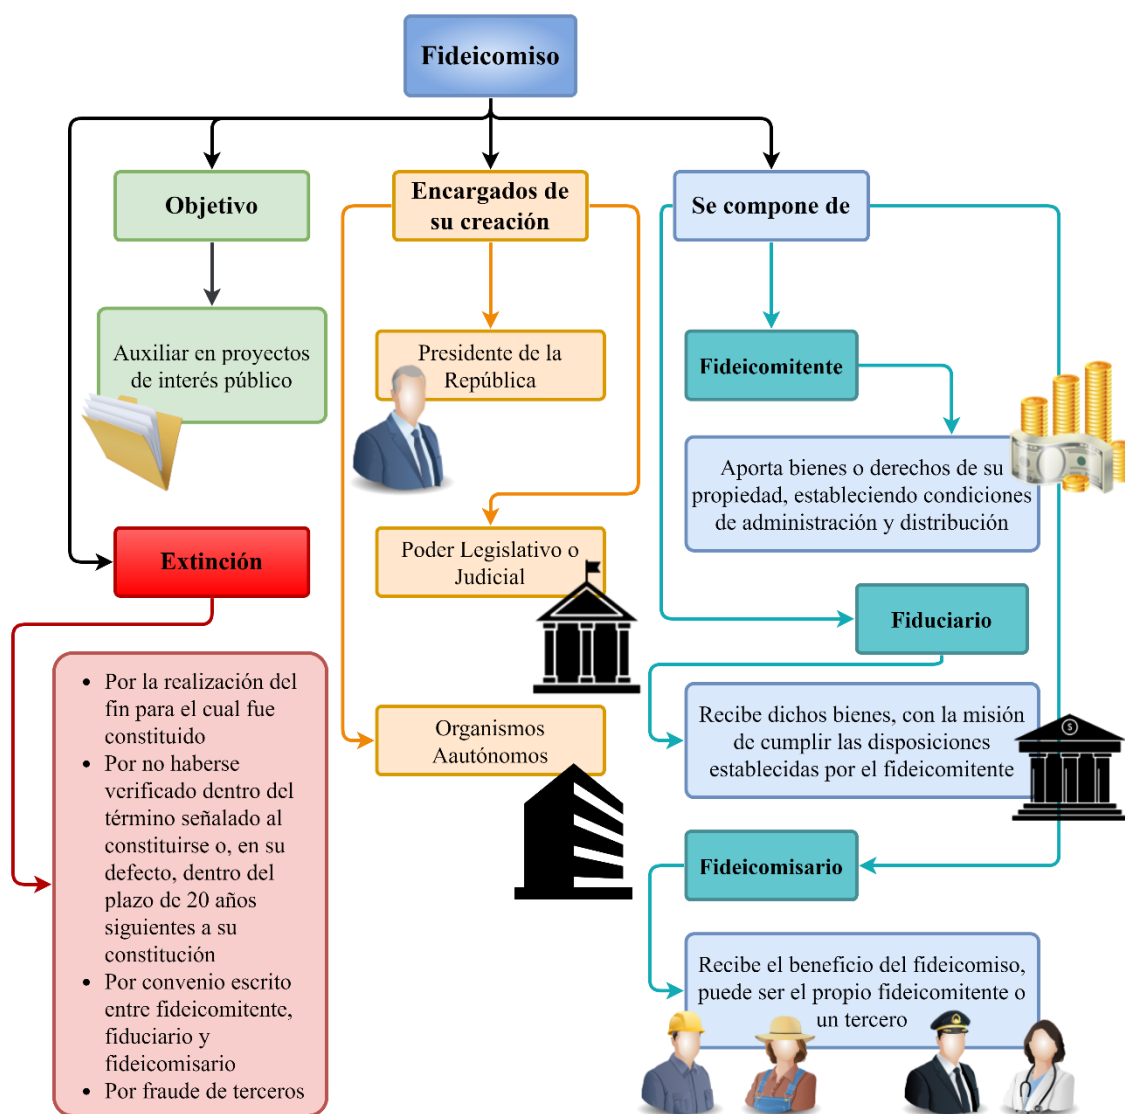 Fideicomiso
Objetivo
Auxiliar en proyectos
de interés público
Encargados de
su creación
Presidente de la
República
Poder Legislativo o
Judicial
Organismos
Aautónomos
Se compone de
Fideicomitente
Aporta bienes o derechos de su
propiedad, estableciendo condiciones
de administración y distribución
Fiduciario
Recibe dichos bienes, con la misión
de cumplir las disposiciones
establecidas por el fideicomitente
Fideicomisario
Recibe el beneficio del fideicomiso,
puede ser el propio fideicomitente o
un tercero
Extinción
• Por la realización del
fin para el cual fue
constituido
• Por no haberse
verificado dentro del
término señalado al
constituirse o, en su
defecto, dentro del
plazo de 20 años
siguientes a su
constitución
• Por convenio escrito
entre fideicomitente,
fiduciario y
fideicomisario
• Por fraude de terceros